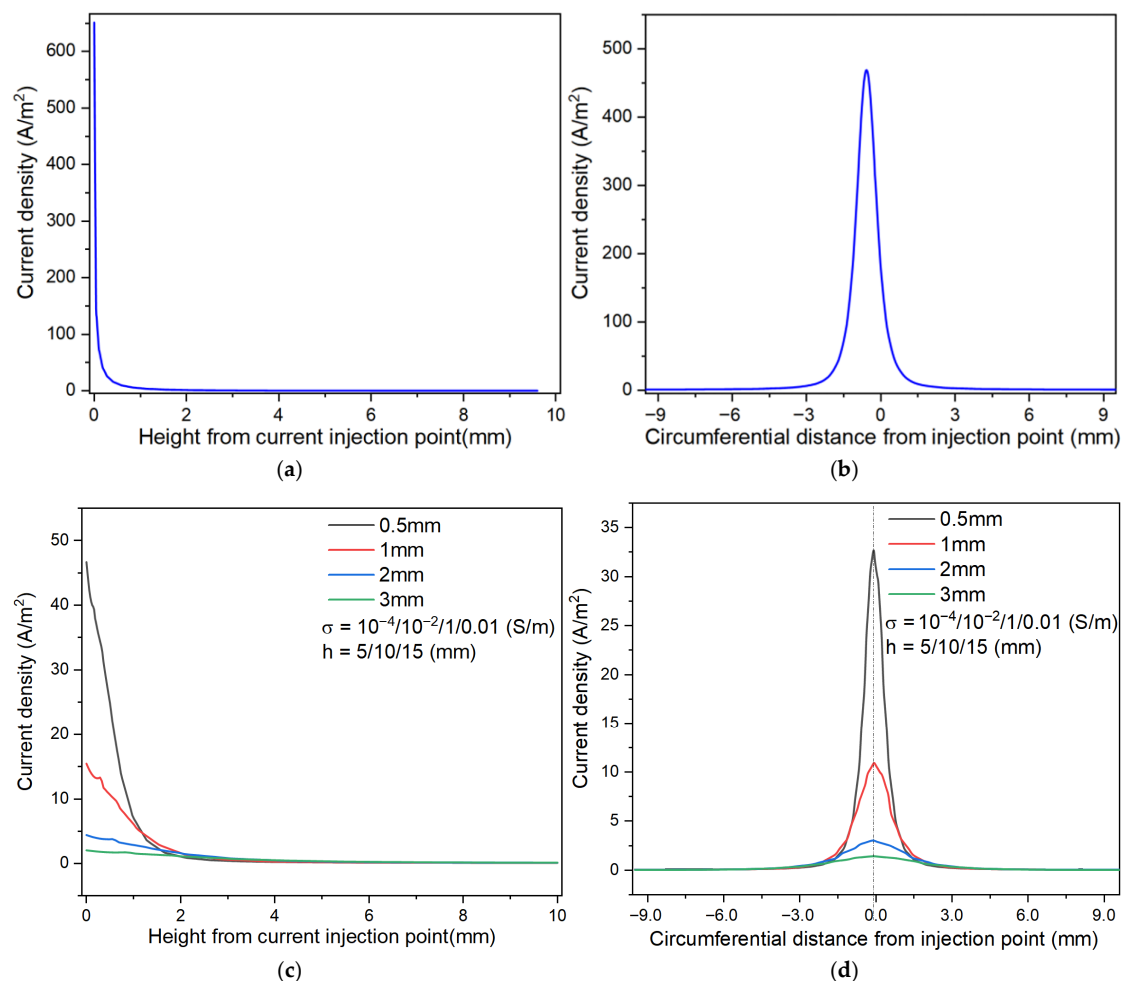 600
500
400
300
200
100
0
Current density (A/m²)
0 2 4 6 8 10
Height from current injection point(mm)
(a)
500
400
300
200
100
0
Current density (A/m²)
−9 −6 −3 0 3 6 9
Circumferential distance from injection point (mm)
(b)
50
40
30
20
10
0
Current density (A/m²)
0.5mm
1mm
2mm
3mm
σ = 10⁻⁴/10⁻²/1/0.01 (S/m)
h = 5/10/15 (mm)
0 2 4 6 8 10
Height from current injection point(mm)
(c)
35
30
25
20
15
10
5
0
Current density (A/m²)
0.5mm
1mm
2mm
3mm
σ = 10⁻⁴/10⁻²/1/0.01 (S/m)
h = 5/10/15 (mm)
−9.0 −6.0 −3.0 0.0 3.0 6.0 9.0
Circumferential distance from injection point (mm)
(d)